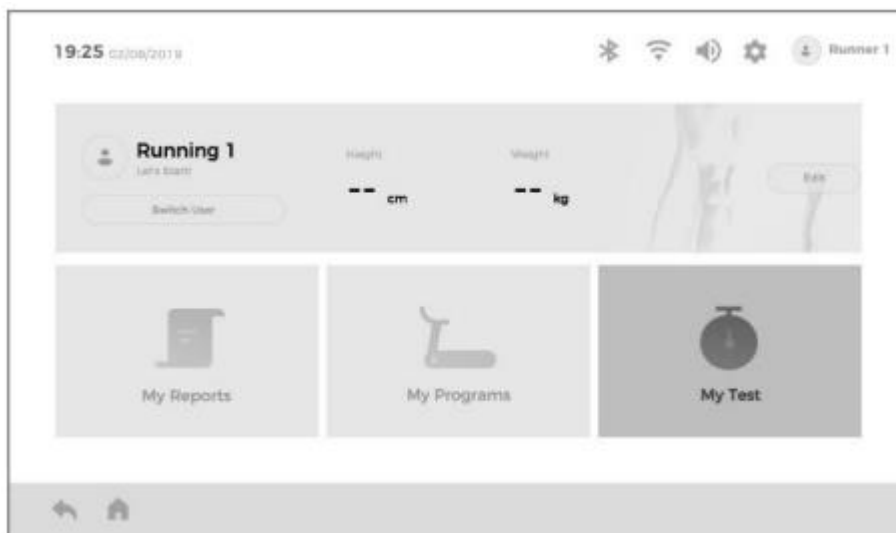 19:25 02/08/2019
Runner 1
Running 1
Let's Start!
Switch User
Height
-- cm
Weight
-- kg
Edit
My Reports
My Programs
My Test